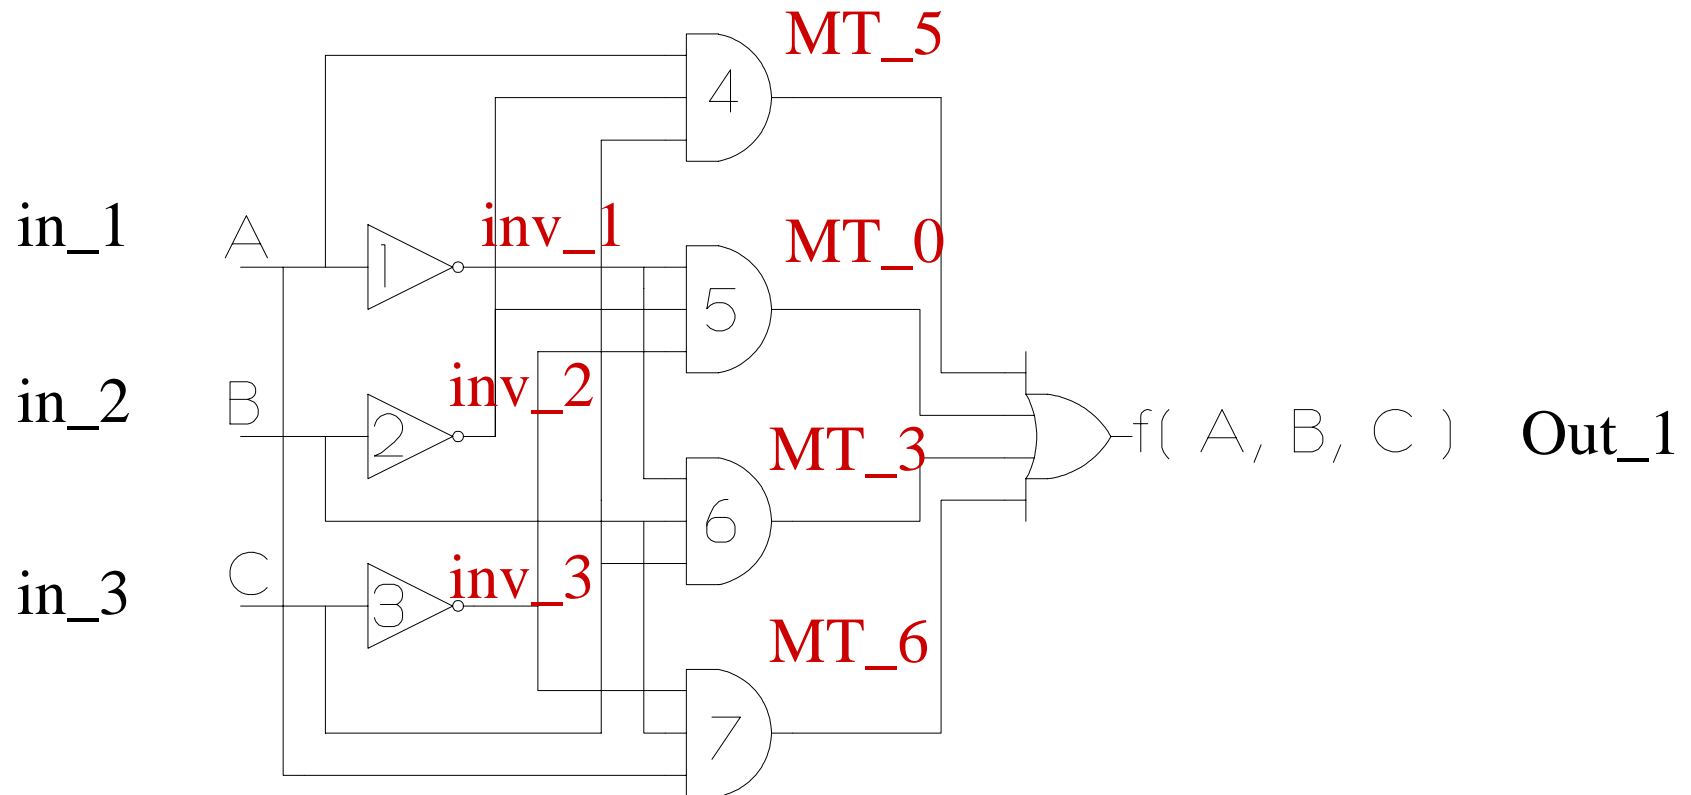 MT_5
4
in_1
A
1
inv_1
MT_0
5
in_2
B
2
inv_2
MT_3
f( A, B, C )
Out_1
6
in_3
C
3
inv_3
MT_6
7